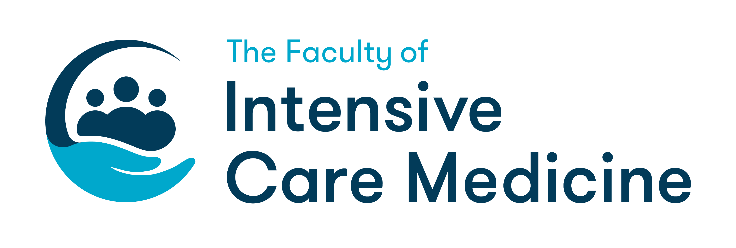 The Faculty of
Intensive
Care Medicine